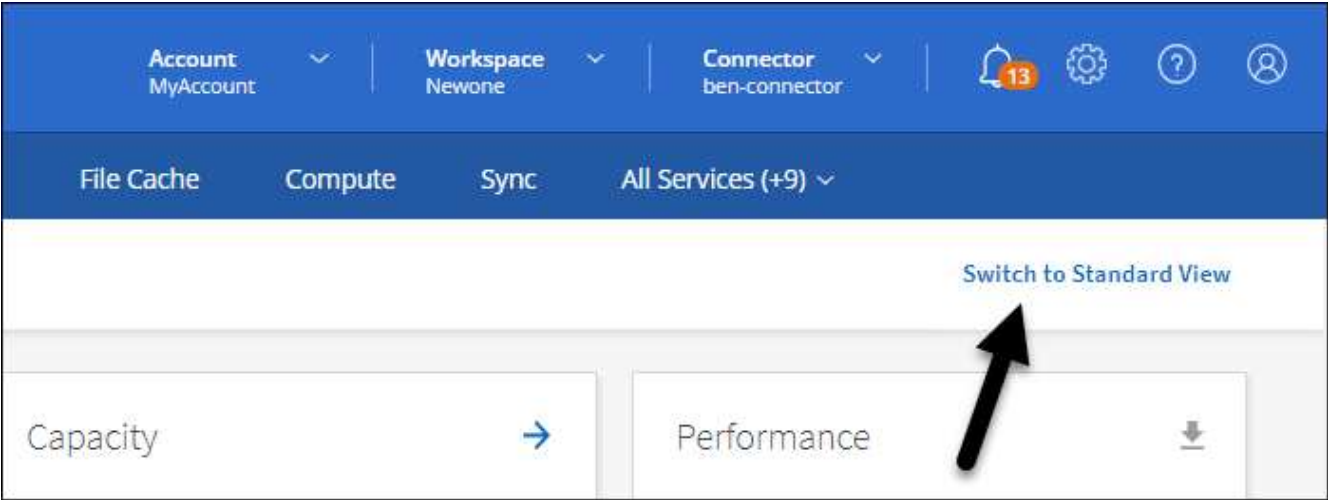 Account
MyAccount
Workspace
Newone
Connector
ben-connector
13
?
File Cache Compute Sync All Services (+9)
Switch to Standard View
Capacity
Performance